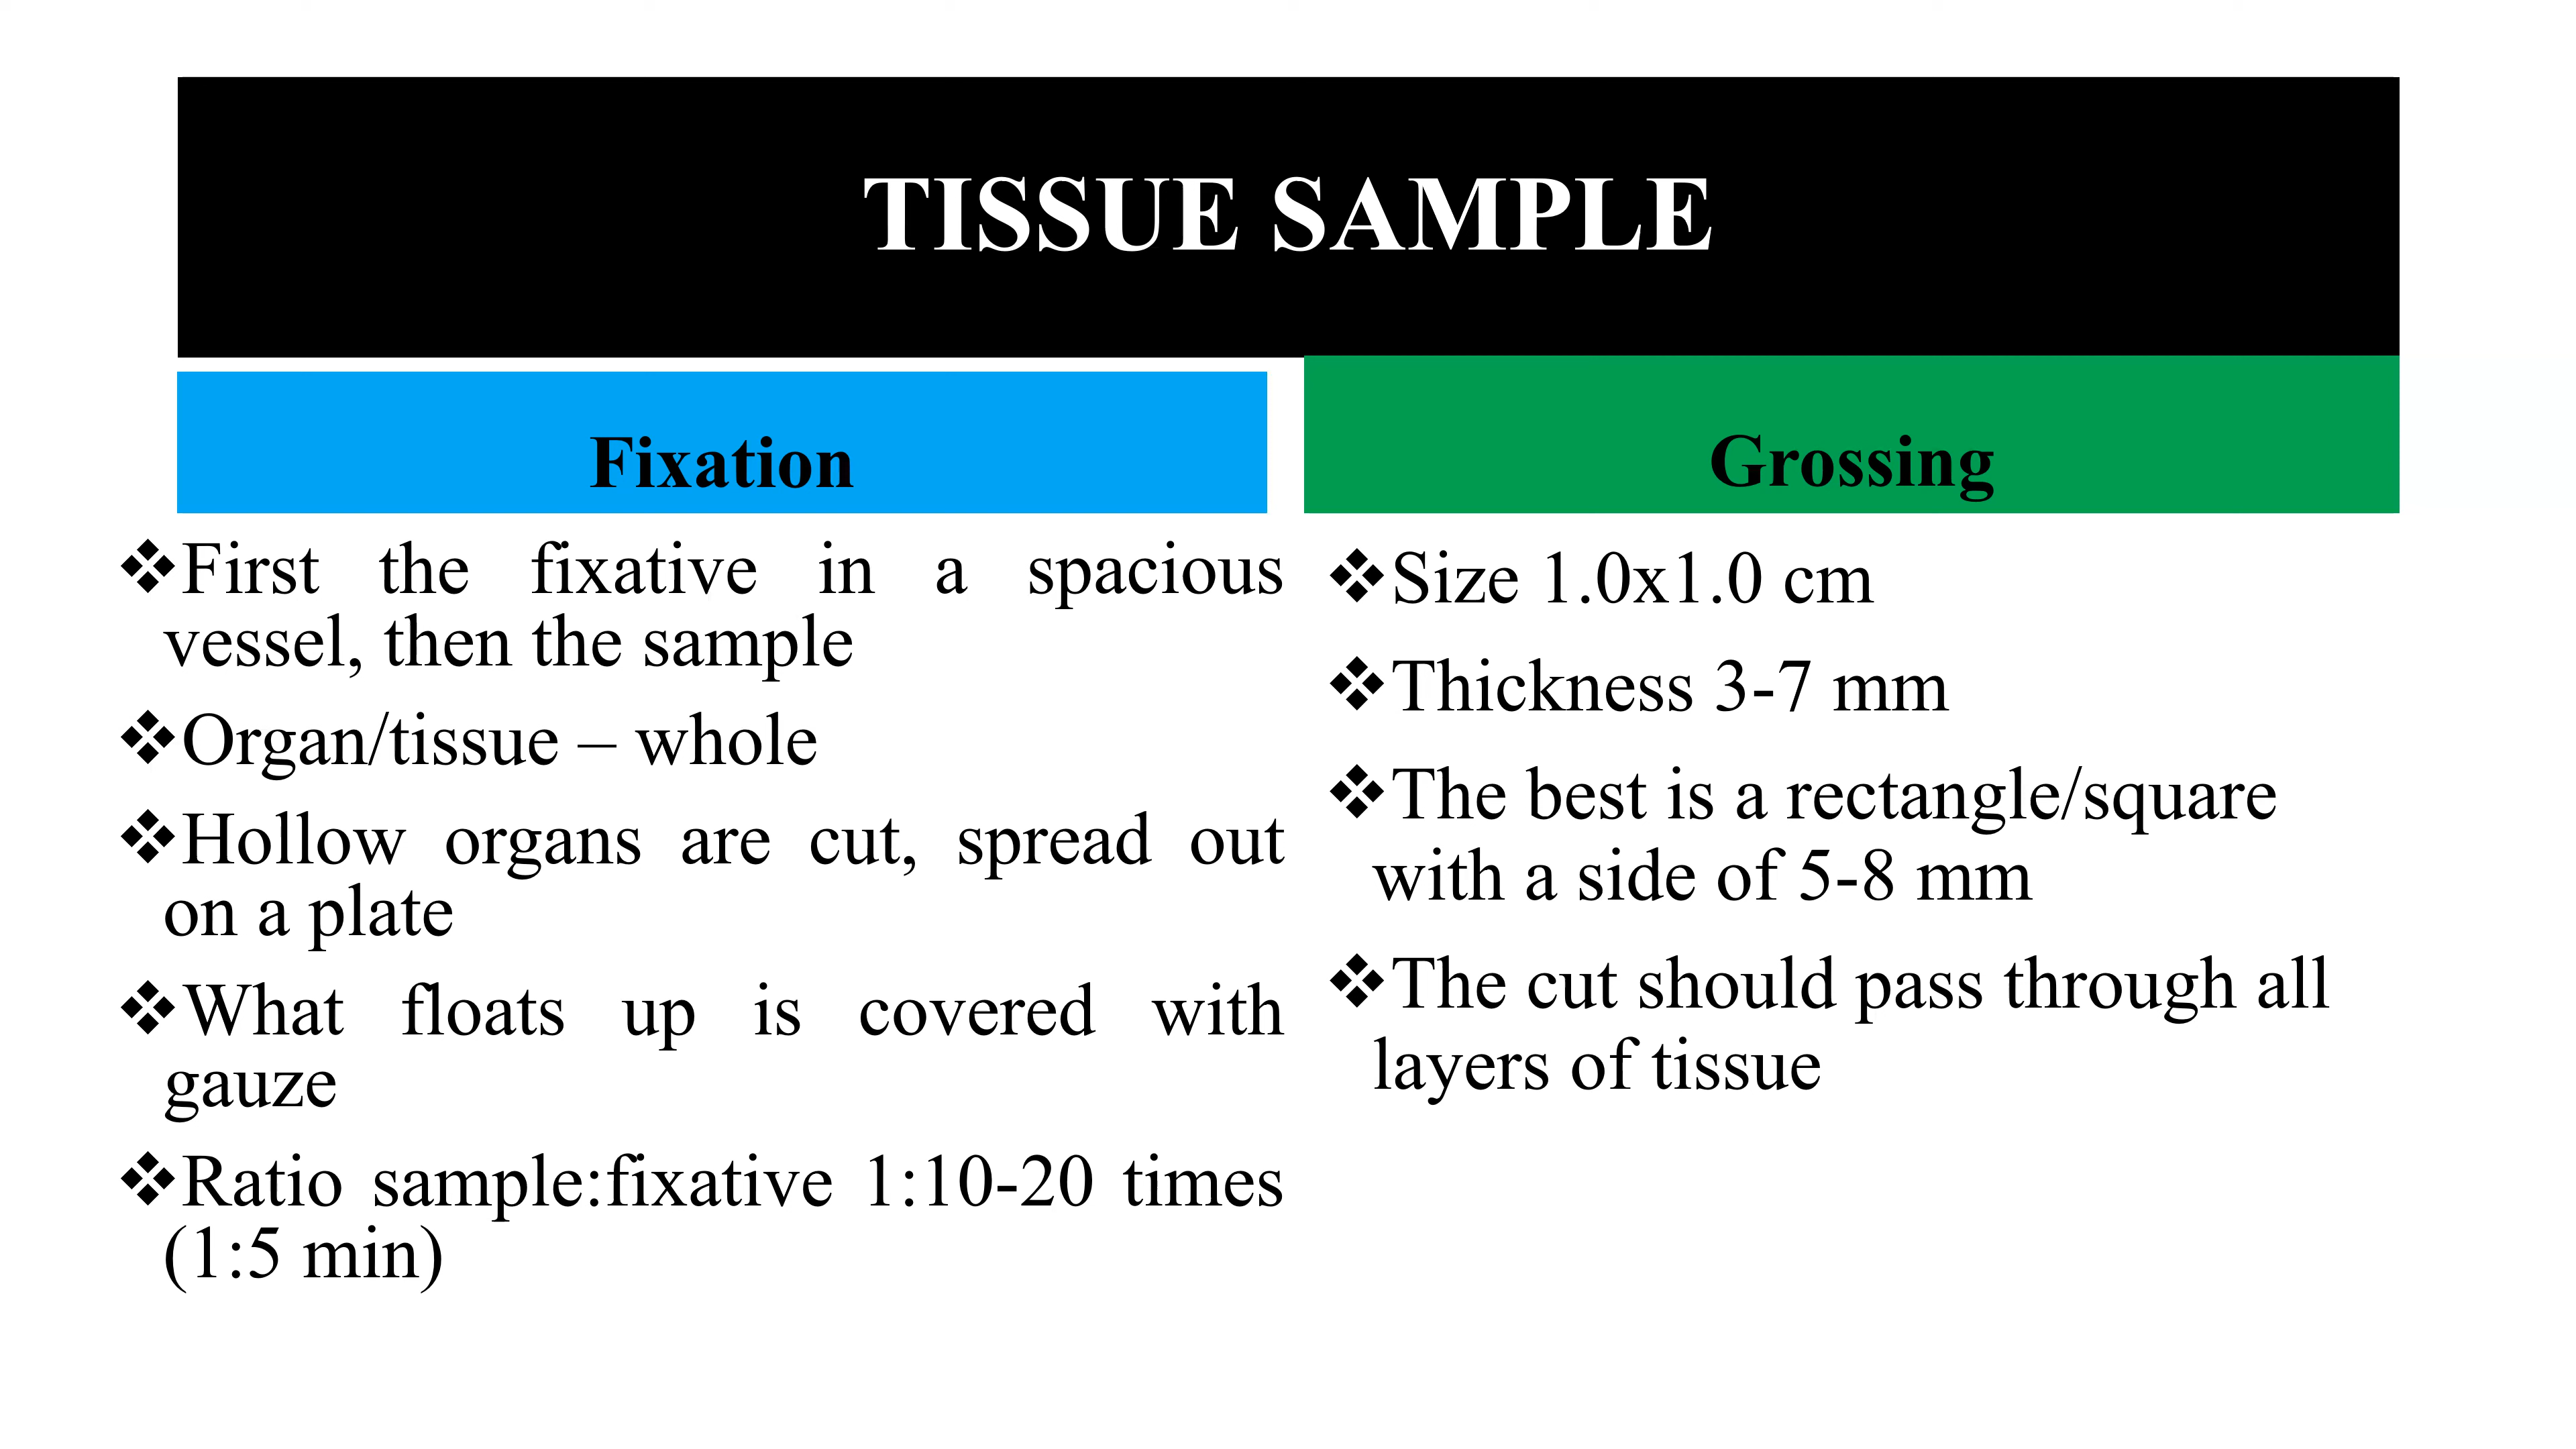 TISSUE SAMPLE
Fixation
❖First the fixative in a spacious
vessel, then the sample
❖Organ/tissue – whole
❖Hollow organs are cut, spread out
on a plate
❖What floats up is covered with
gauze
❖Ratio sample:fixative 1:10-20 times
(1:5 min)
Grossing
❖Size 1.0x1.0 cm
❖Thickness 3-7 mm
❖The best is a rectangle/square
with a side of 5-8 mm
❖The cut should pass through all
layers of tissue